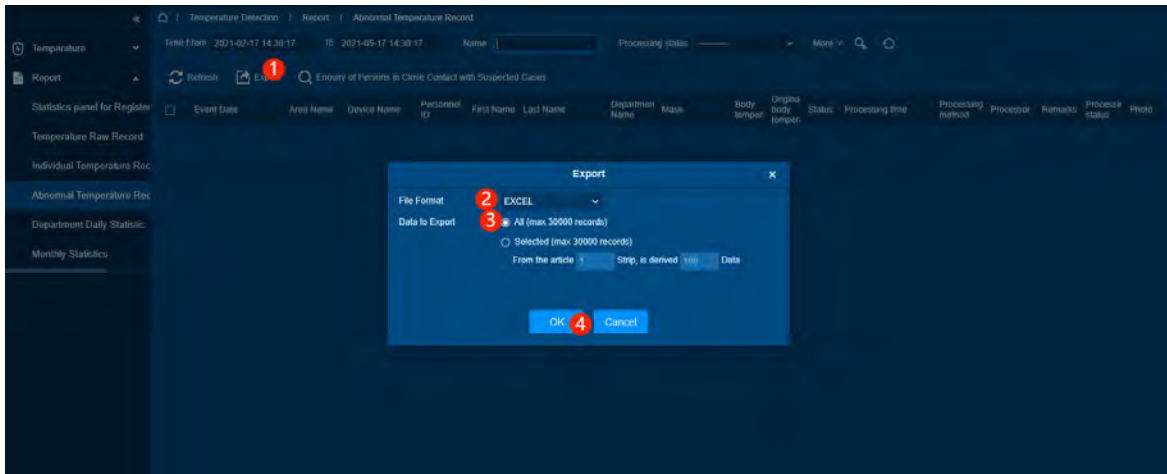 Temperature Detection / Report / Abnormal Temperature Record
Time From 2021-02-17 14:30:17 To 2021-05-17 14:30:17 Name Processing status ------ More
Temperature
Report
Refresh 1 Enquiry of Persons in Close Contact with Suspected Cases
Statistics panel for Register
Event Date Area Name Device Name Personnel ID First Name Last Name Departmen Name Mask Body temper Origina body temper Status Processing time Processing method Processor Remarks Processir status Photo
Temperature Raw Record
Individual Temperature Rec
Abnormal Temperature Rec
Department Daily Statistic
Monthly Statistics
Export
File Format 2 EXCEL
Data to Export 3 All (max 30000 records)
Selected (max 30000 records)
From the article 1 Strip, is derived 100 Data
OK 4 Cancel